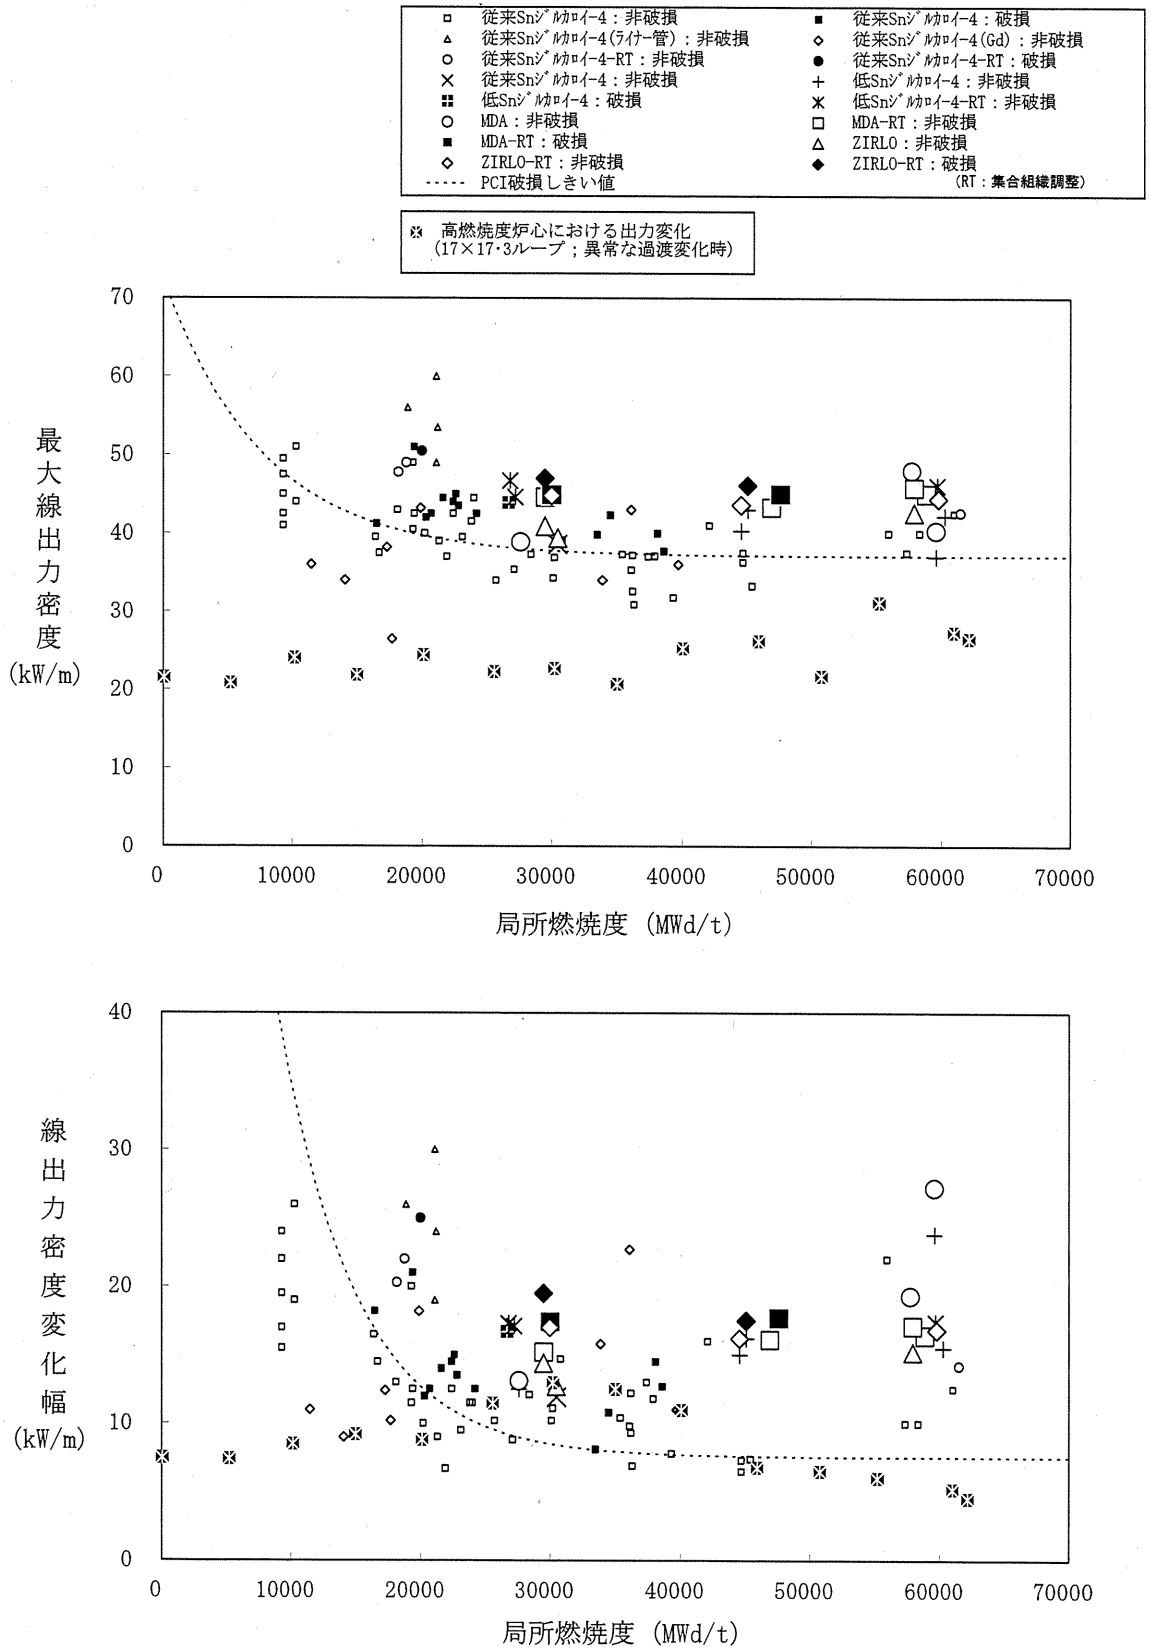 従来Snｼﾞﾙｶﾛｲ-4：非破損 従来Snｼﾞﾙｶﾛｲ-4：破損
従来Snｼﾞﾙｶﾛｲ-4(ﾗｲﾅｰ管)：非破損 従来Snｼﾞﾙｶﾛｲ-4(Gd)：非破損
従来Snｼﾞﾙｶﾛｲ-4-RT：非破損 従来Snｼﾞﾙｶﾛｲ-4-RT：破損
従来Snｼﾞﾙｶﾛｲ-4：非破損 低Snｼﾞﾙｶﾛｲ-4：非破損
低Snｼﾞﾙｶﾛｲ-4：破損 低Snｼﾞﾙｶﾛｲ-4-RT：非破損
MDA：非破損 MDA-RT：非破損
MDA-RT：破損 ZIRLO：非破損
ZIRLO-RT：非破損 ZIRLO-RT：破損
PCI破損しきい値 (RT：集合組織調整)
高燃焼度炉心における出力変化
(17×17･3ループ；異常な過渡変化時)
70
60
50
40
30
20
10
0
最大線出力密度
(kW/m)
0 10000 20000 30000 40000 50000 60000 70000
局所燃焼度 (MWd/t)
40
30
20
10
0
線出力密度変化幅
(kW/m)
0 10000 20000 30000 40000 50000 60000 70000
局所燃焼度 (MWd/t)